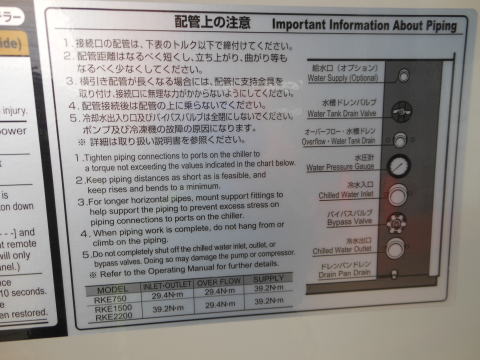 ラー
ide)
injury.
power
is
on down
----] and
t remote
will only
anel.)
nce
10 seconds.
e
en restored.
配管上の注意 Important Information About Piping
1. 接続口の配管は、下表のトルク以下で締付けてください。
2. 配管距離はなるべく短くし、立ち上がり、曲がり等も
なるべく少なくしてください。
3. 横引き配管が長くなる場合には、配管に支持金具を
取り付け、接続口に無理な力がかからないようにしてください。
4. 配管接続後は配管の上に乗らないでください。
5. 冷却水出入り口及びバイパスバルブは全閉にしないでください。
ポンプ及び冷凍機の故障の原因になります。
※ 詳細は取り扱い説明書を参照ください。
1. Tighten piping connections to ports on the chiller to
a torque not exceeding the values indicated in the chart below.
2. Keep piping distances as short as is feasible, and
keep rises and bends to a minimum.
3. For longer horizontal pipes, mount support fittings to
help support the piping to prevent excess stress on
piping connections to ports on the chiller.
4. When piping work is complete, do not hang from or
climb on the piping.
5. Do not completely shut off the chilled water inlet, outlet, or
bypass valves. Doing so may damage the pump or compressor.
※ Refer to the Operating Manual for further details.
MODEL INLET·OUTLET OVER FLOW SUPPLY
RKE750 29.4N·m 29.4N·m 39.2N·m
RKE1500 39.2N·m 29.4N·m 39.2N·m
RKE2200
給水口(オプション)
Water Supply (Optional)
水槽ドレンバルブ
Water Tank Drain Valve
オーバーフロー・水槽ドレン
Overflow・Water Tank Drain
水圧計
Water Pressure Gauge
冷水入口
Chilled Water Inlet
バイパスバルブ
Bypass Valve
冷水出口
Chilled Water Outlet
ドレンパンドレン
Drain Pan Drain